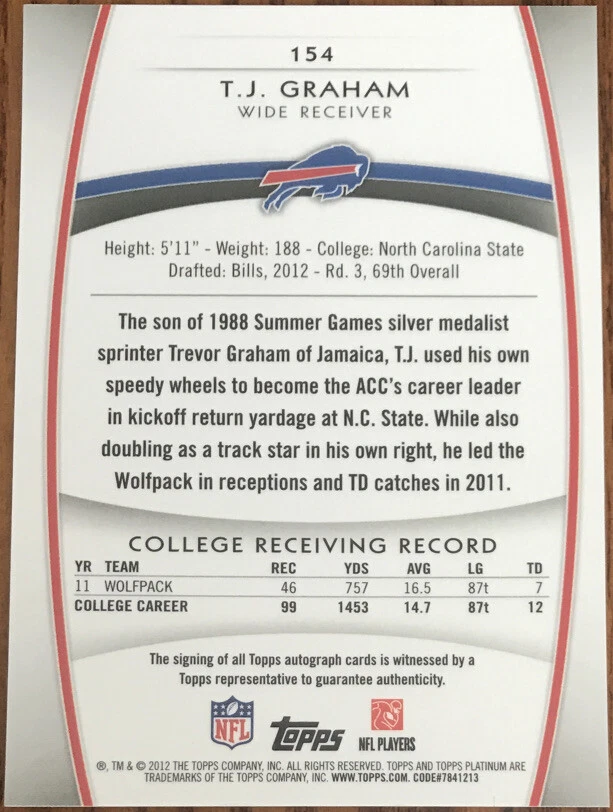 154
T.J. GRAHAM
WIDE RECEIVER
Height: 5'11" - Weight: 188 - College: North Carolina State
Drafted: Bills, 2012 - Rd. 3, 69th Overall
The son of 1988 Summer Games silver medalist
sprinter Trevor Graham of Jamaica, T.J. used his own
speedy wheels to become the ACC's career leader
in kickoff return yardage at N.C. State. While also
doubling as a track star in his own right, he led the
Wolfpack in receptions and TD catches in 2011.
COLLEGE RECEIVING RECORD
YR TEAM REC YDS AVG LG TD
11 WOLFPACK 46 757 16.5 87t 7
COLLEGE CAREER 99 1453 14.7 87t 12
The signing of all Topps autograph cards is witnessed by a
Topps representative to guarantee authenticity.
NFL Topps NFL PLAYERS
®, TM & © 2012 THE TOPPS COMPANY, INC. ALL RIGHTS RESERVED. TOPPS AND TOPPS PLATINUM ARE
TRADEMARKS OF THE TOPPS COMPANY, INC. WWW.TOPPS.COM. CODE#7841213